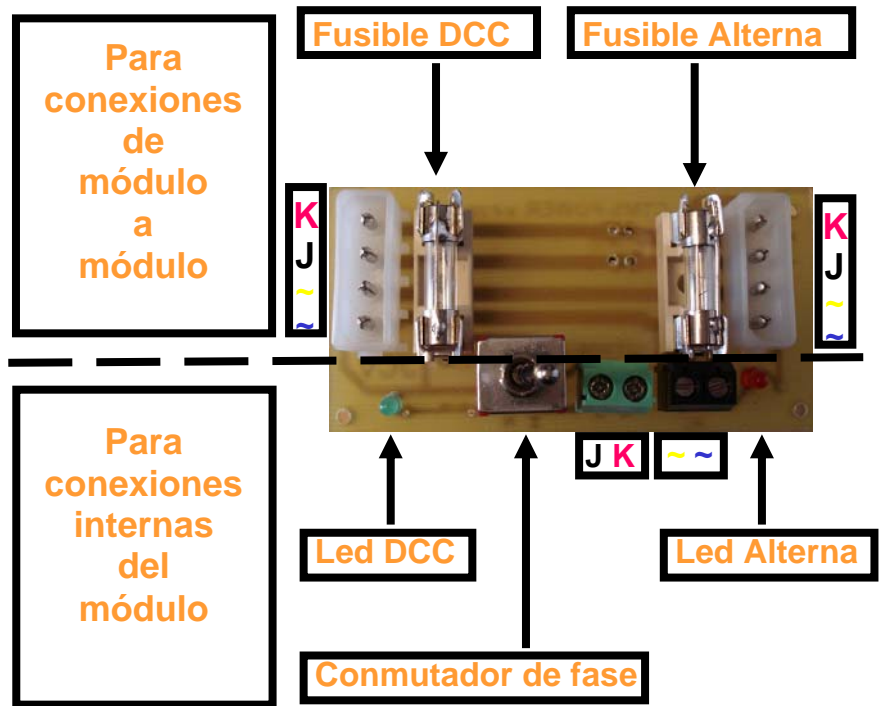 Fusible DCC
Fusible Alterna
Para
conexiones
de
módulo
a
módulo
K
J
~
~
K
J
~
~
J K
~ ~
Para
conexiones
internas
del
módulo
Led DCC
Led Alterna
Conmutador de fase